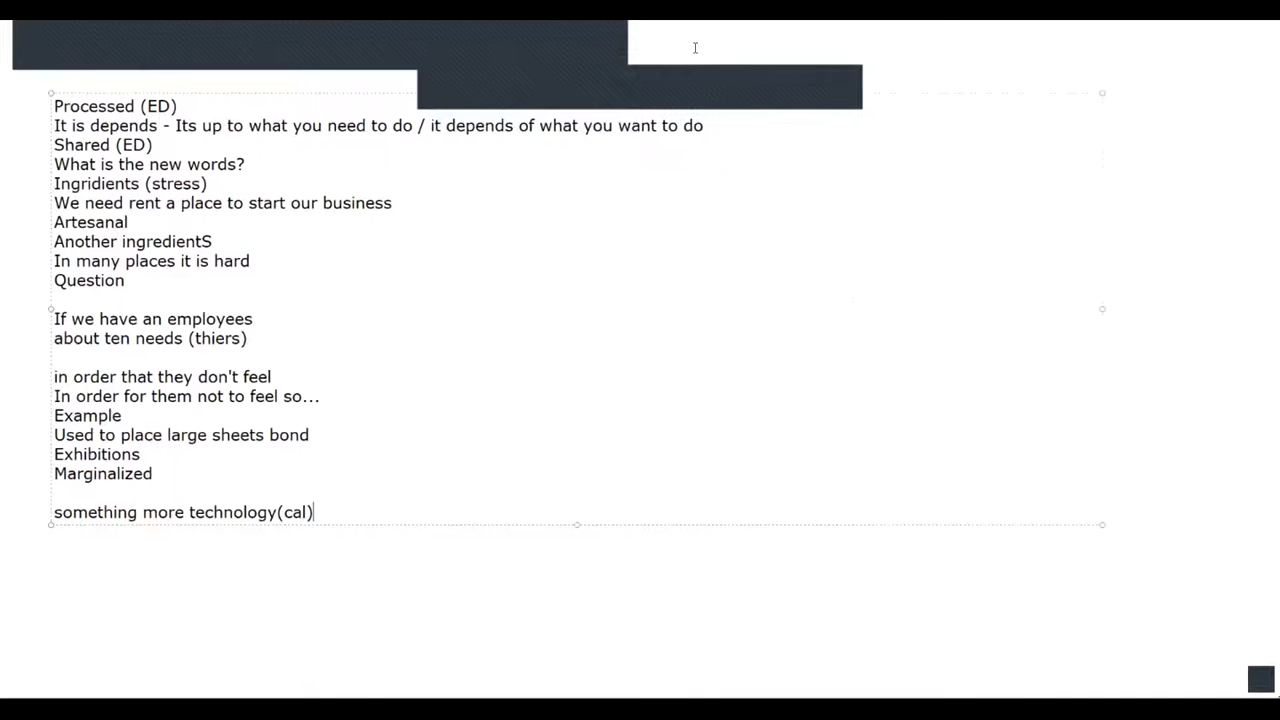 Processed (ED)
It is depends - Its up to what you need to do / it depends of what you want to do
Shared (ED)
What is the new words?
Ingridients (stress)
We need rent a place to start our business
Artesanal
Another ingredientS
In many places it is hard
Question
If we have an employees
about ten needs (thiers)
in order that they don't feel
In order for them not to feel so…
Example
Used to place large sheets bond
Exhibitions
Marginalized
something more technology(cal)